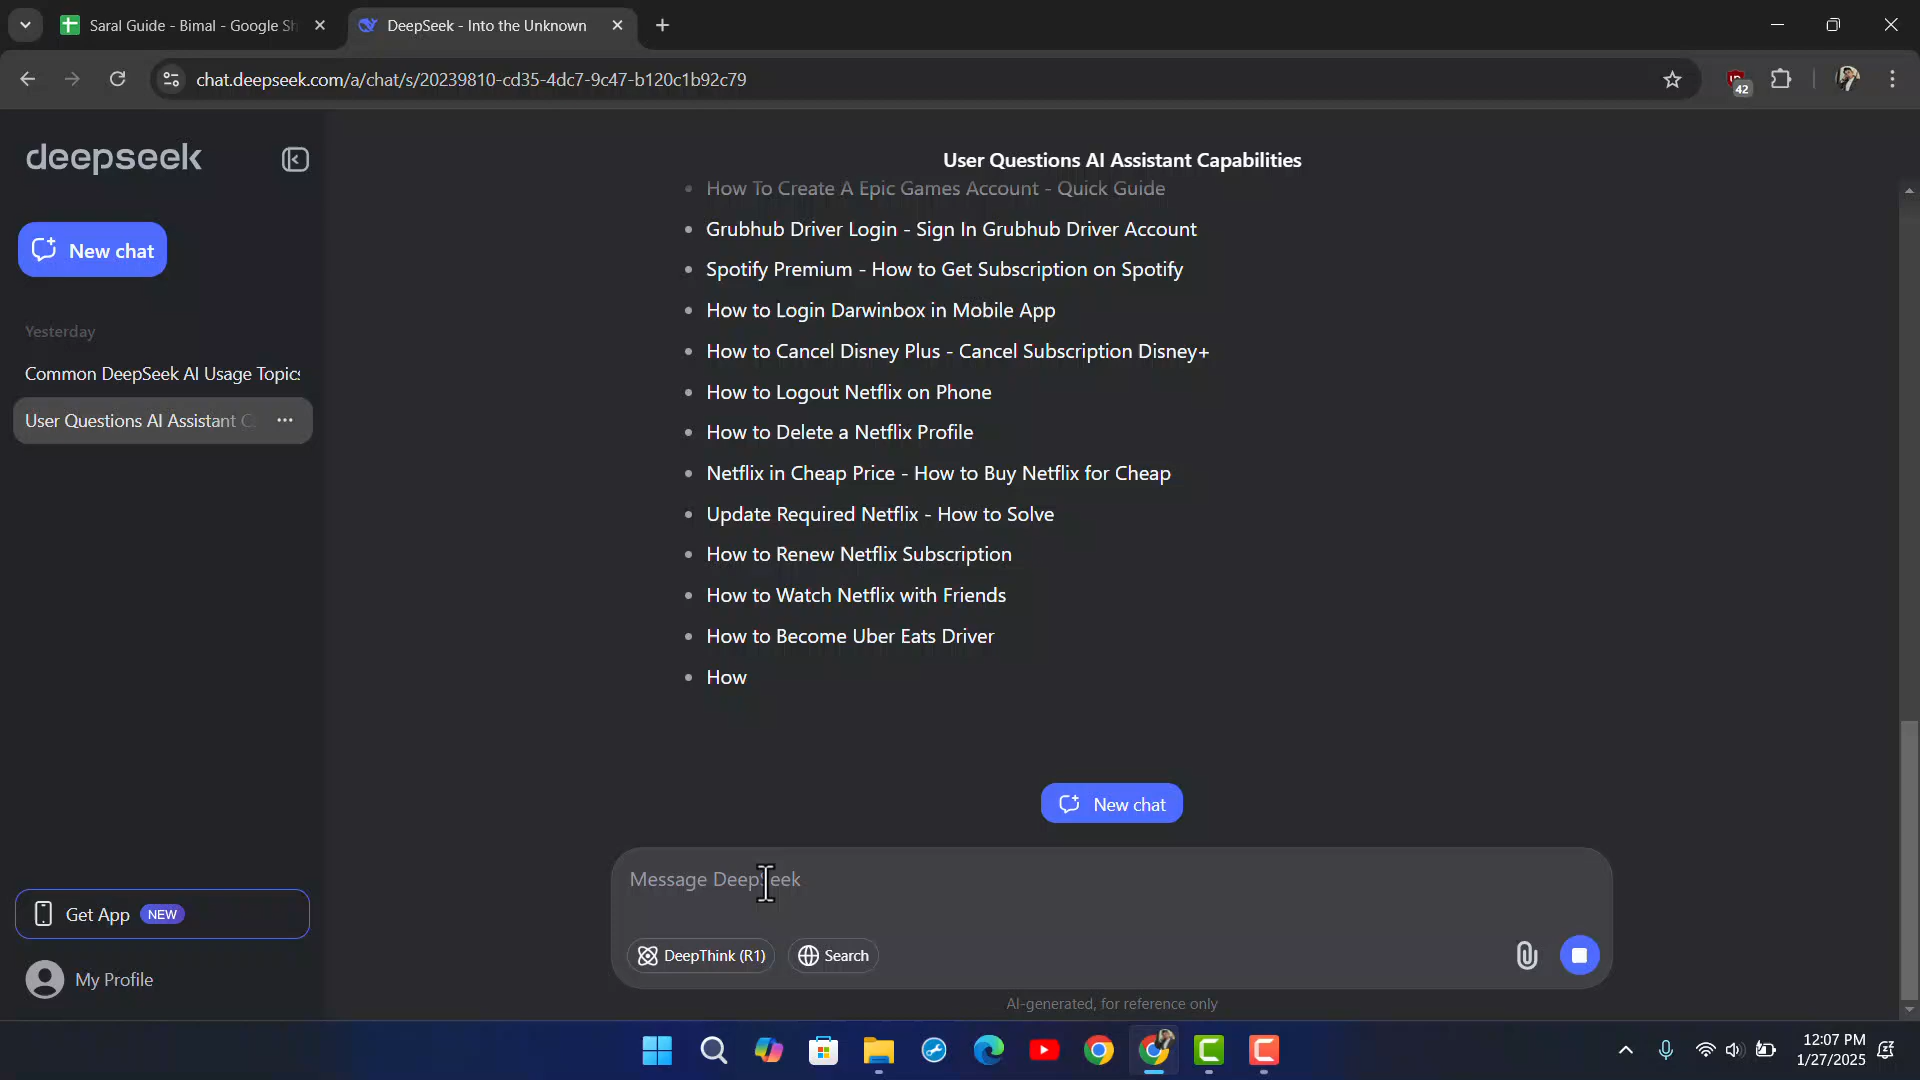 Saral Guide - Bimal - Google Sh
DeepSeek - Into the Unknown
chat.deepseek.com/a/chat/s/20239810-cd35-4dc7-9c47-b120c1b92c79
42
deepseek
New chat
Yesterday
Common DeepSeek AI Usage Topics
User Questions AI Assistant C
Get App NEW
My Profile
User Questions AI Assistant Capabilities
How To Create A Epic Games Account - Quick Guide
Grubhub Driver Login - Sign In Grubhub Driver Account
Spotify Premium - How to Get Subscription on Spotify
How to Login Darwinbox in Mobile App
How to Cancel Disney Plus - Cancel Subscription Disney+
How to Logout Netflix on Phone
How to Delete a Netflix Profile
Netflix in Cheap Price - How to Buy Netflix for Cheap
Update Required Netflix - How to Solve
How to Renew Netflix Subscription
How to Watch Netflix with Friends
How to Become Uber Eats Driver
How
New chat
Message DeepSeek
DeepThink (R1)
Search
AI-generated, for reference only
12:07 PM
1/27/2025